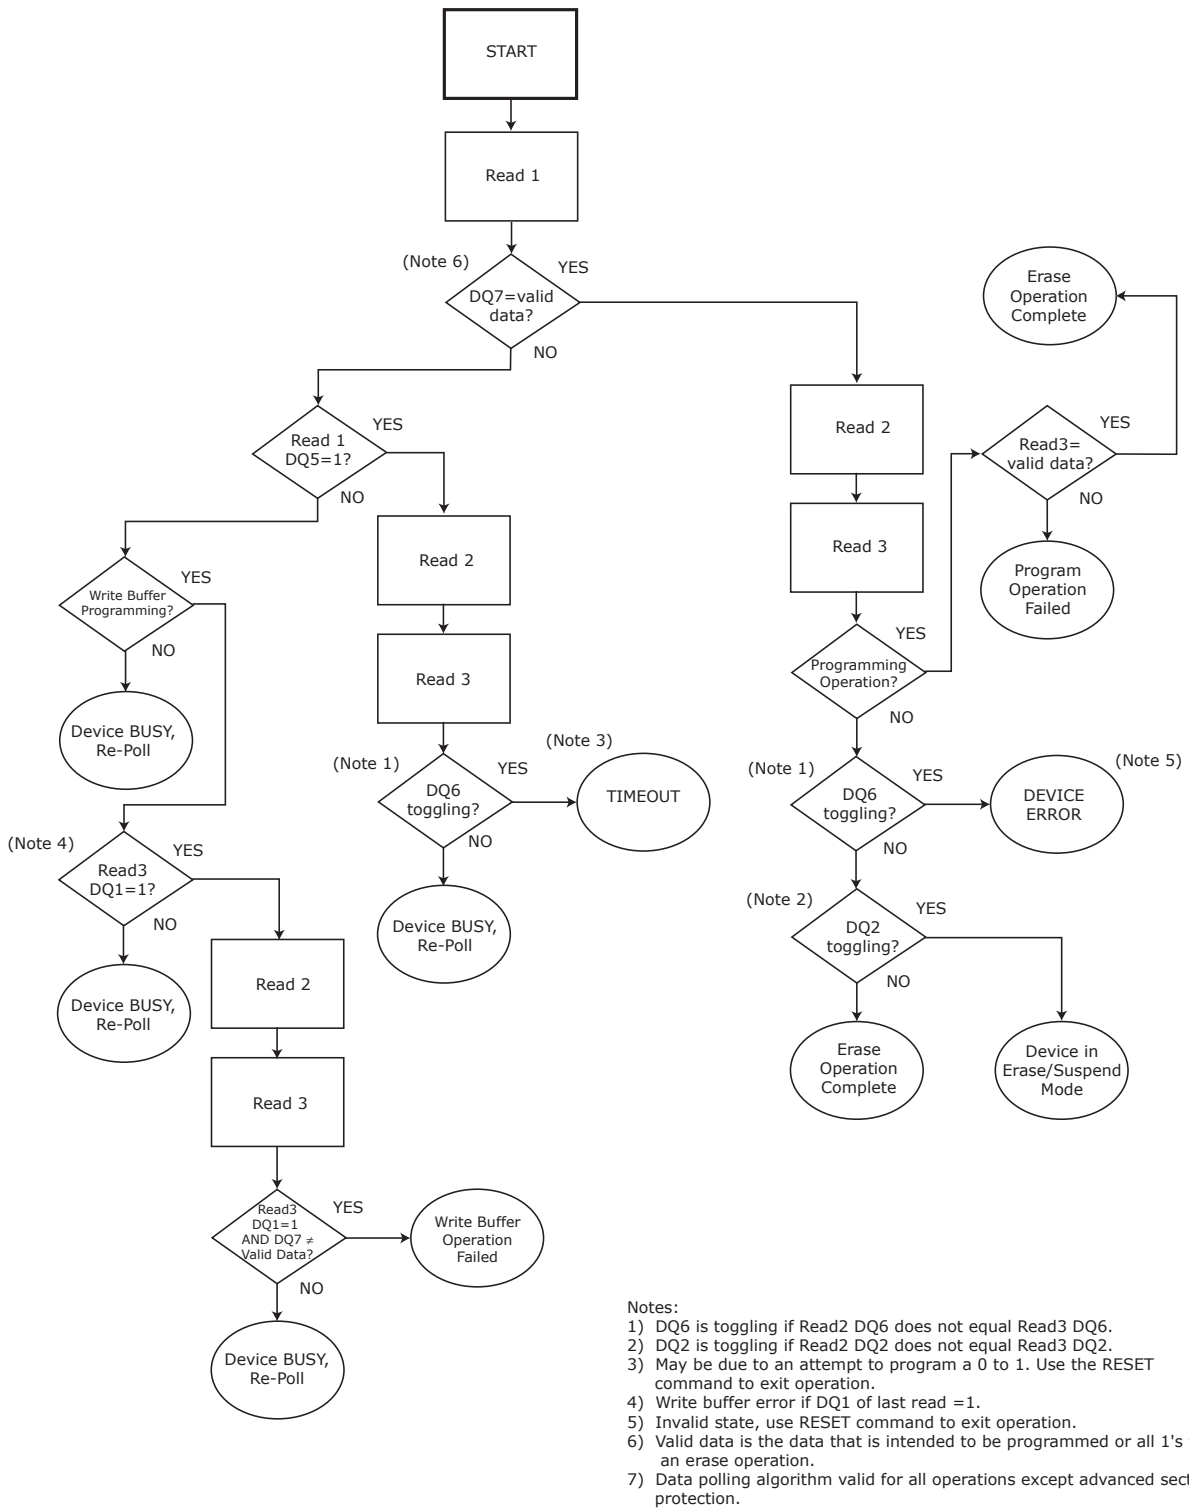 START
Read 1
(Note 6)
YES
DQ7=valid
data?
NO
Erase
Operation
Complete
Read 1
DQ5=1?
YES
NO
Read 2
Read3=
valid data?
YES
NO
Read 2
Read 3
Program
Operation
Failed
Write Buffer
Programming?
YES
NO
Read 3
Programming
Operation?
YES
NO
Device BUSY,
Re-Poll
(Note 1)
DQ6
toggling?
YES
NO
(Note 3)
TIMEOUT
(Note 1)
DQ6
toggling?
YES
NO
DEVICE
ERROR
(Note 5)
(Note 4)
Read3
DQ1=1?
YES
NO
Device BUSY,
Re-Poll
(Note 2)
DQ2
toggling?
YES
NO
Device BUSY,
Re-Poll
Read 2
Read 3
Erase
Operation
Complete
Device in
Erase/Suspend
Mode
Read3
DQ1=1
AND DQ7 ≠
Valid Data?
YES
NO
Write Buffer
Operation
Failed
Device BUSY,
Re-Poll
Notes:
1) DQ6 is toggling if Read2 DQ6 does not equal Read3 DQ6.
2) DQ2 is toggling if Read2 DQ2 does not equal Read3 DQ2.
3) May be due to an attempt to program a 0 to 1. Use the RESET
command to exit operation.
4) Write buffer error if DQ1 of last read =1.
5) Invalid state, use RESET command to exit operation.
6) Valid data is the data that is intended to be programmed or all 1's
an erase operation.
7) Data polling algorithm valid for all operations except advanced sect
protection.